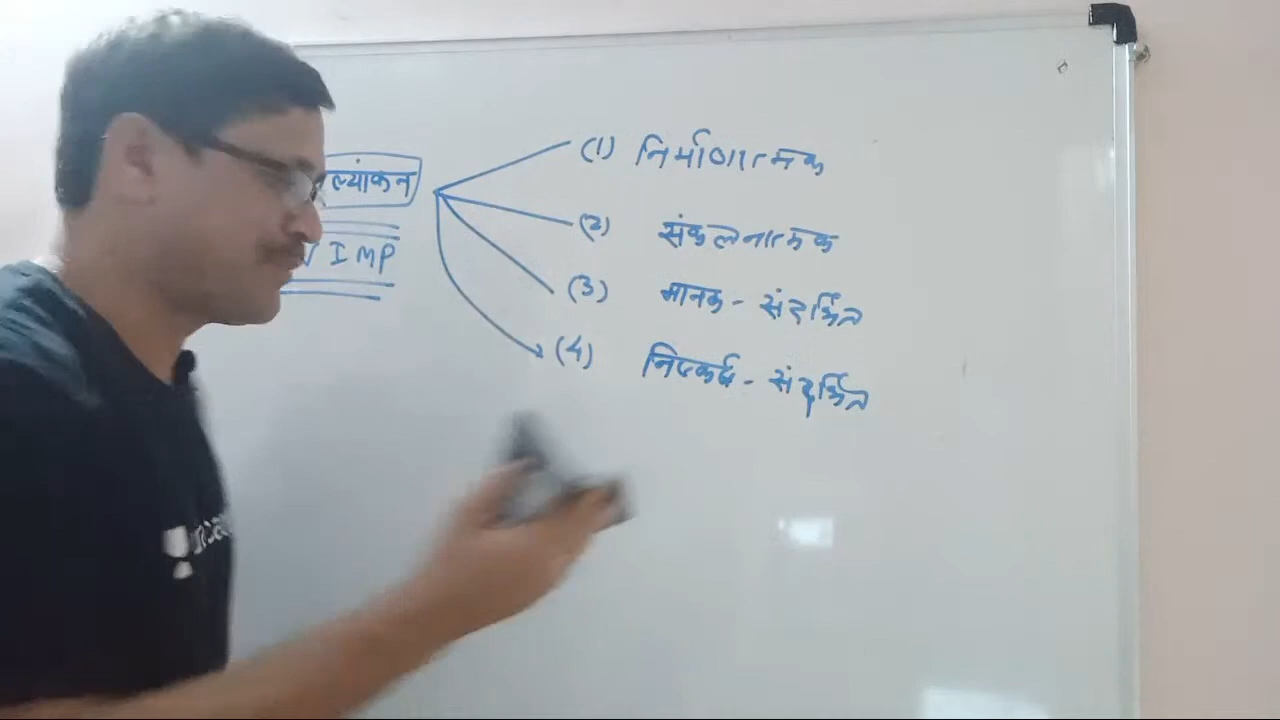 (1) निर्माणात्मक
ल्यांकन
(2) संकलनात्मक
IMP
(3) मानक - संदर्भित
(4) निष्कर्ष - संदर्भित